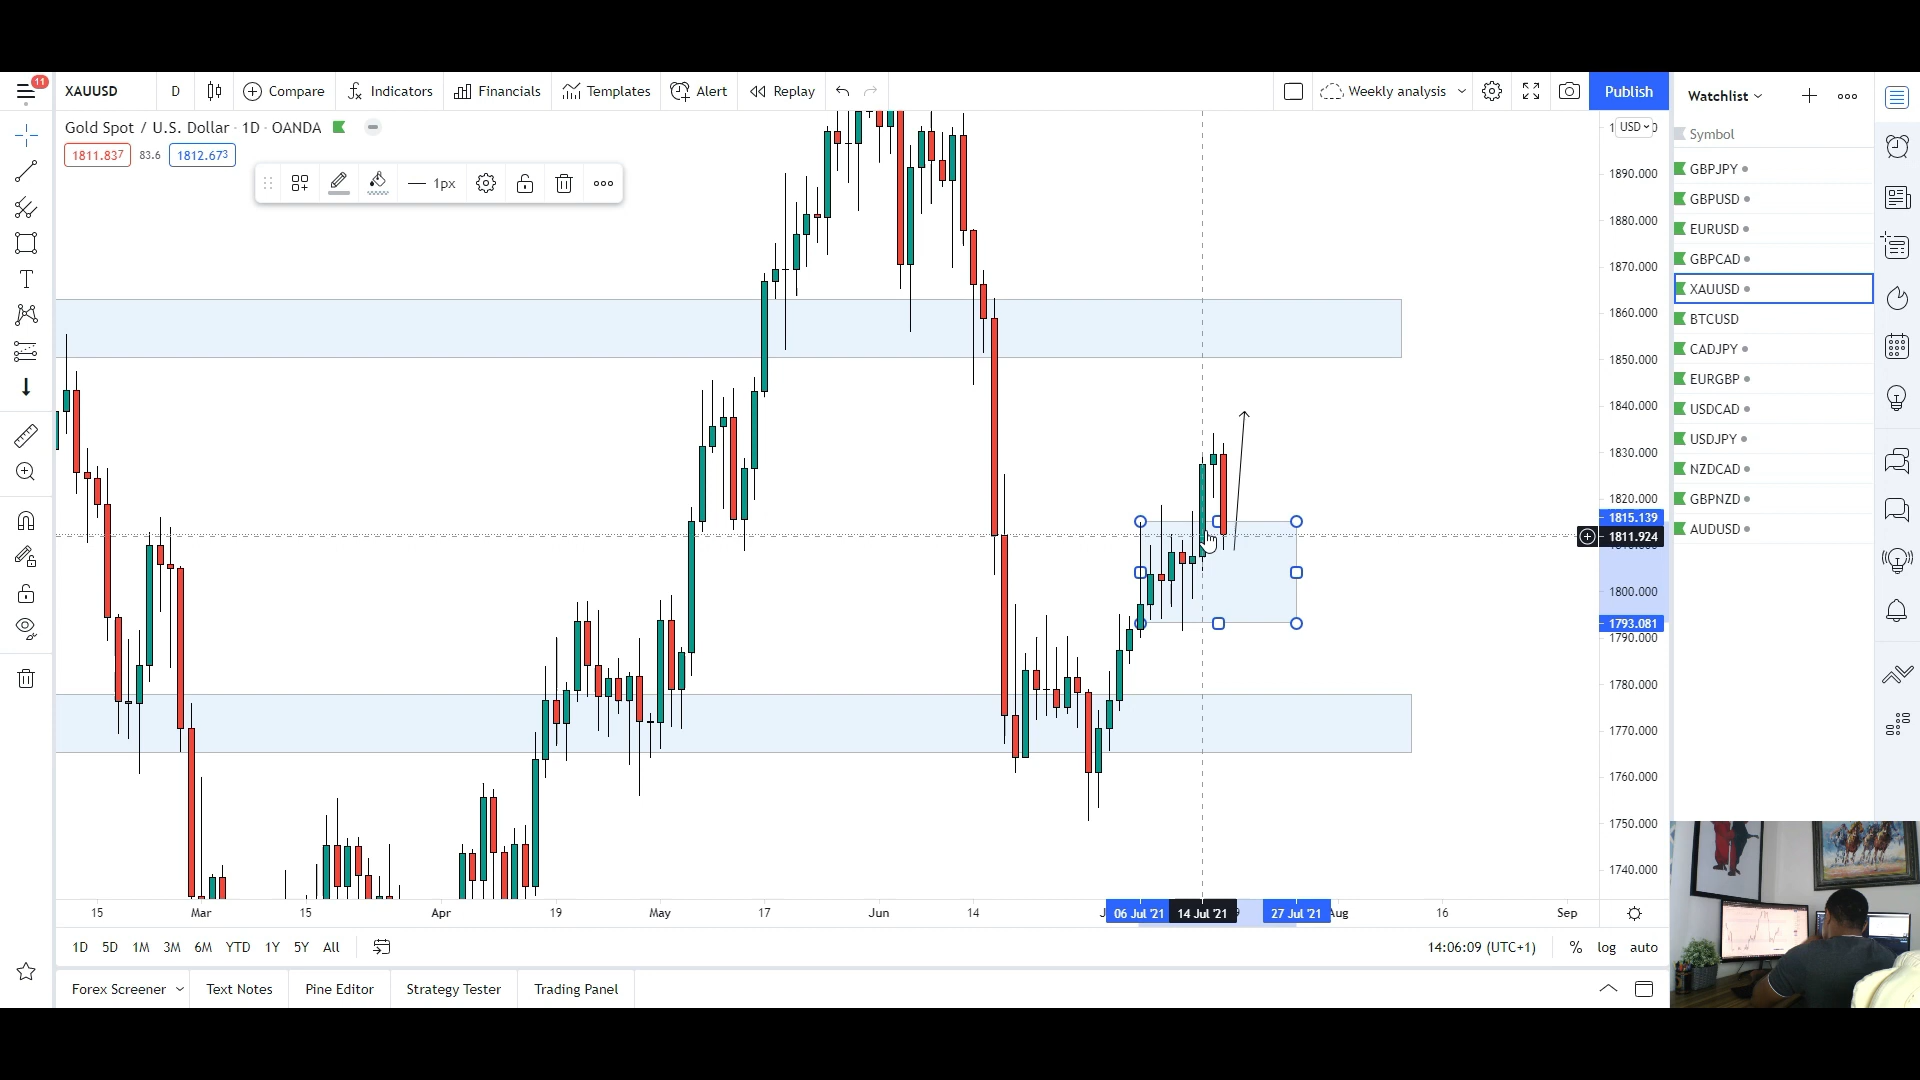 11
XAUUSD
D
Compare
Indicators
Financials
Templates
Alert
Replay
Weekly analysis
Publish
Gold Spot / U.S. Dollar · 1D · OANDA
1811.837
83.6
1812.673
1px
USD
1890.000
1880.000
1870.000
1860.000
1850.000
1840.000
1830.000
1820.000
1815.139
1811.924
1800.000
1793.081
1790.000
1780.000
1770.000
1760.000
1750.000
1740.000
15
Mar
15
Apr
19
May
17
Jun
14
06 Jul '21
14 Jul '21
27 Jul '21
Aug
16
Sep
1D 5D 1M 3M 6M YTD 1Y 5Y All
14:06:09 (UTC+1)
%
log
auto
Forex Screener
Text Notes
Pine Editor
Strategy Tester
Trading Panel
Watchlist
Symbol
GBPJPY
GBPUSD
EURUSD
GBPCAD
XAUUSD
BTCUSD
CADJPY
EURGBP
USDCAD
USDJPY
NZDCAD
GBPNZD
AUDUSD